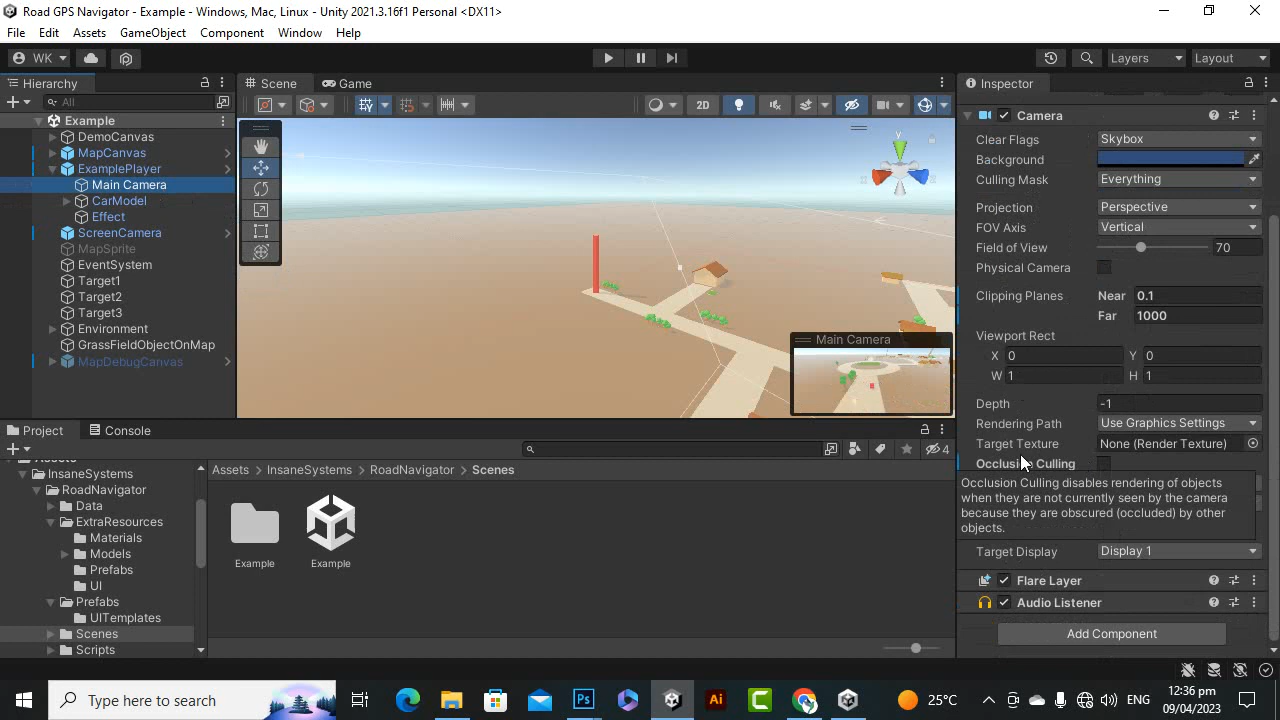 Road GPS Navigator - Example - Windows, Mac, Linux - Unity 2021.3.16f1 Personal <DX11>
File Edit Assets GameObject Component Window Help
WK Layers Layout
Hierarchy
All
Example
DemoCanvas
MapCanvas
ExamplePlayer
Main Camera
CarModel
Effect
ScreenCamera
MapSprite
EventSystem
Target1
Target2
Target3
Environment
GrassFieldObjectOnMap
MapDebugCanvas
Scene Game
2D
y
Main Camera
Inspector
Camera
Clear Flags Skybox
Background
Culling Mask Everything
Projection Perspective
FOV Axis Vertical
Field of View 70
Physical Camera
Clipping Planes Near 0.1
Far 1000
Viewport Rect
X 0 Y 0
W 1 H 1
Depth -1
Rendering Path Use Graphics Settings
Target Texture None (Render Texture)
Occlusion Culling
Occlusion Culling disables rendering of objects
when they are not currently seen by the camera
because they are obscured (occluded) by other
objects.
Target Display Display 1
Flare Layer
Audio Listener
Add Component
Project Console
4
Assets
InsaneSystems
RoadNavigator
Data
ExtraResources
Materials
Models
Prefabs
UI
Prefabs
UITemplates
Scenes
Scripts
Assets > InsaneSystems > RoadNavigator > Scenes
Example Example
Type here to search
Ps
Ai
C
25°C
ENG
12:36 pm
09/04/2023